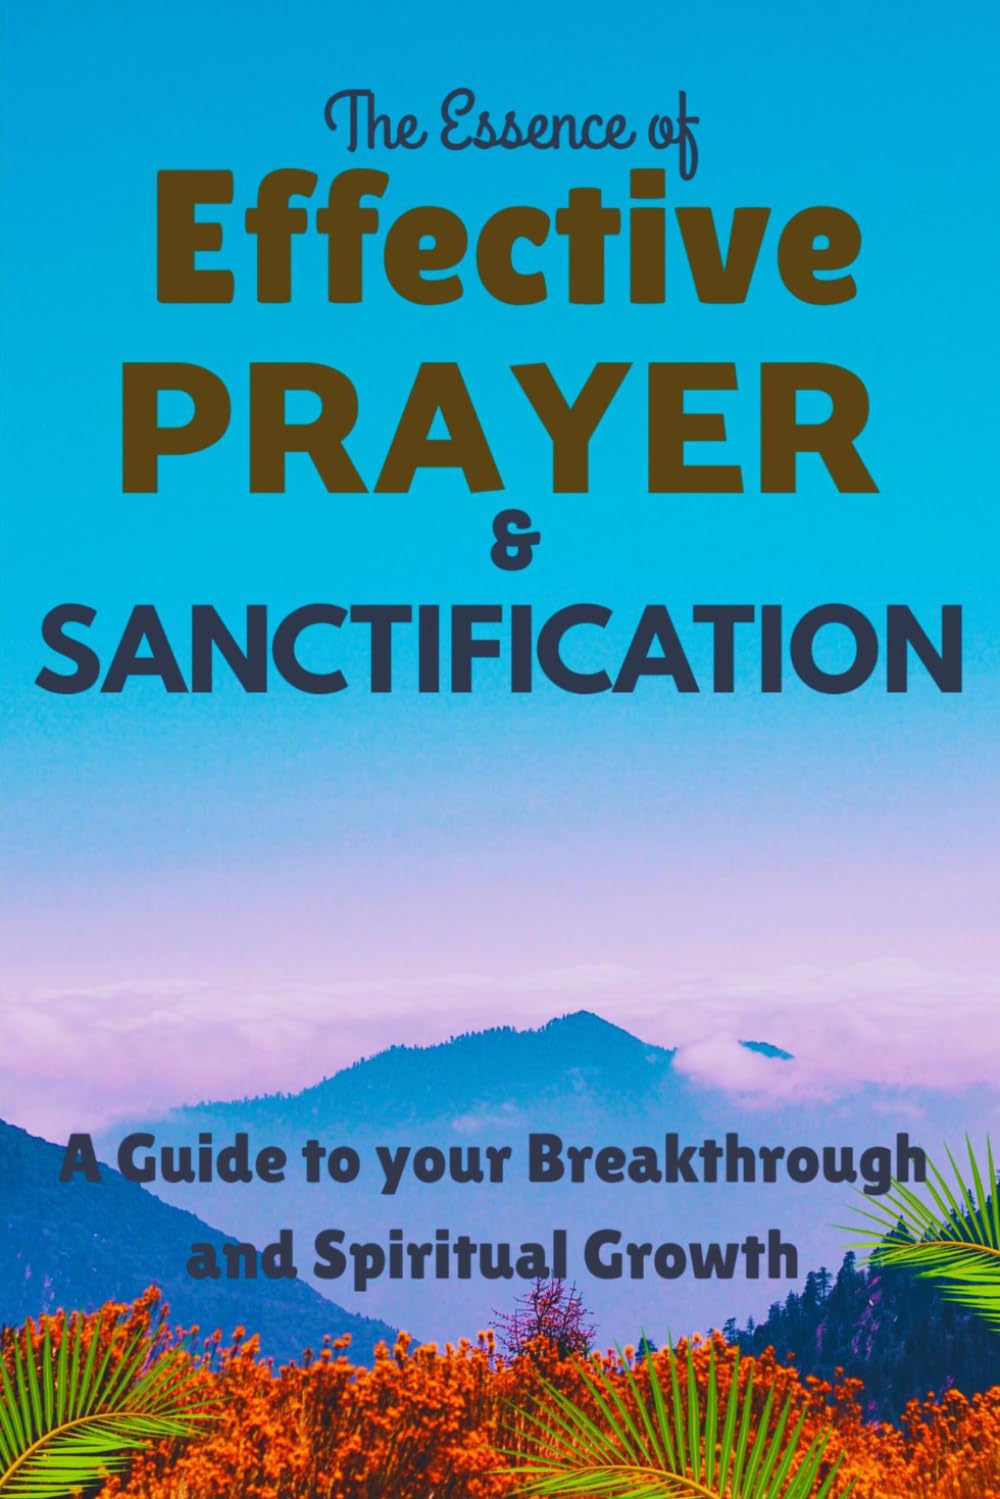 The Essence of
Effective
PRAYER
&
SANCTIFICATION
A Guide to your Breakthrough
and Spiritual Growth